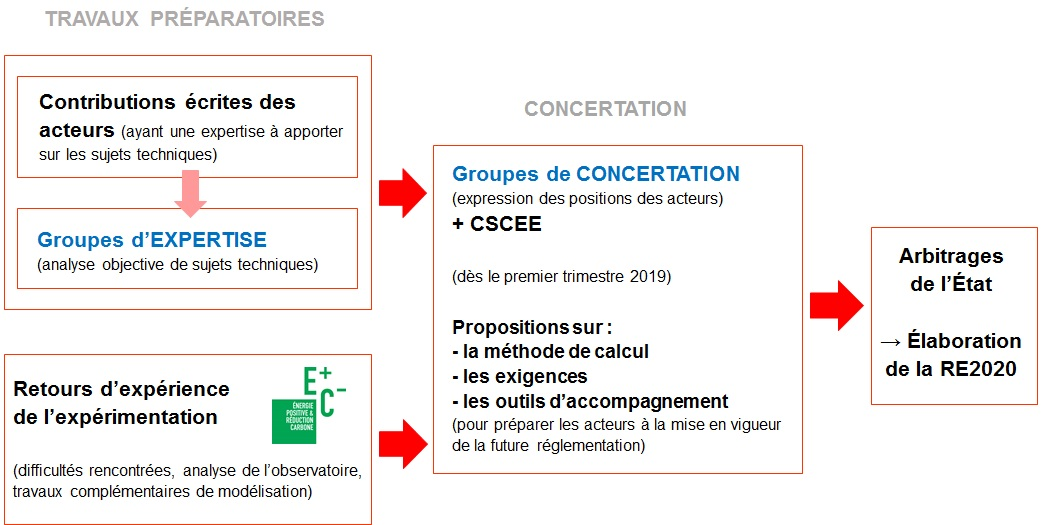 TRAVAUX PRÉPARATOIRES
Contributions écrites des
acteurs (ayant une expertise à apporter
sur les sujets techniques)
Groupes d’EXPERTISE
(analyse objective de sujets techniques)
Retours d’expérience
de l’expérimentation
E+
C−
ÉNERGIE
POSITIVE &
RÉDUCTION
CARBONE
(difficultés rencontrées, analyse de l’observatoire,
travaux complémentaires de modélisation)
CONCERTATION
Groupes de CONCERTATION
(expression des positions des acteurs)
+ CSCEE
(dès le premier trimestre 2019)
Propositions sur :
- la méthode de calcul
- les exigences
- les outils d’accompagnement
(pour préparer les acteurs à la mise en vigueur
de la future réglementation)
Arbitrages
de l’État
→ Élaboration
de la RE2020